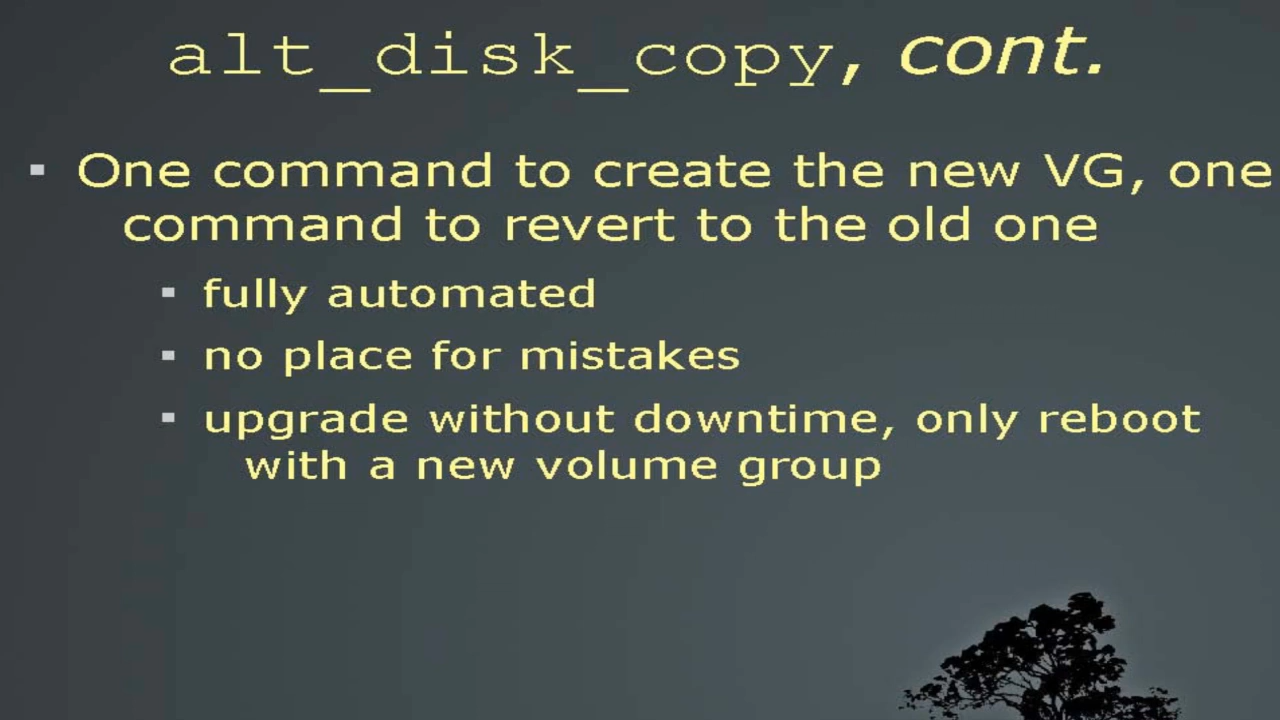 alt_disk_copy, cont.
▪ One command to create the new VG, one
command to revert to the old one
▪ fully automated
▪ no place for mistakes
▪ upgrade without downtime, only reboot
with a new volume group